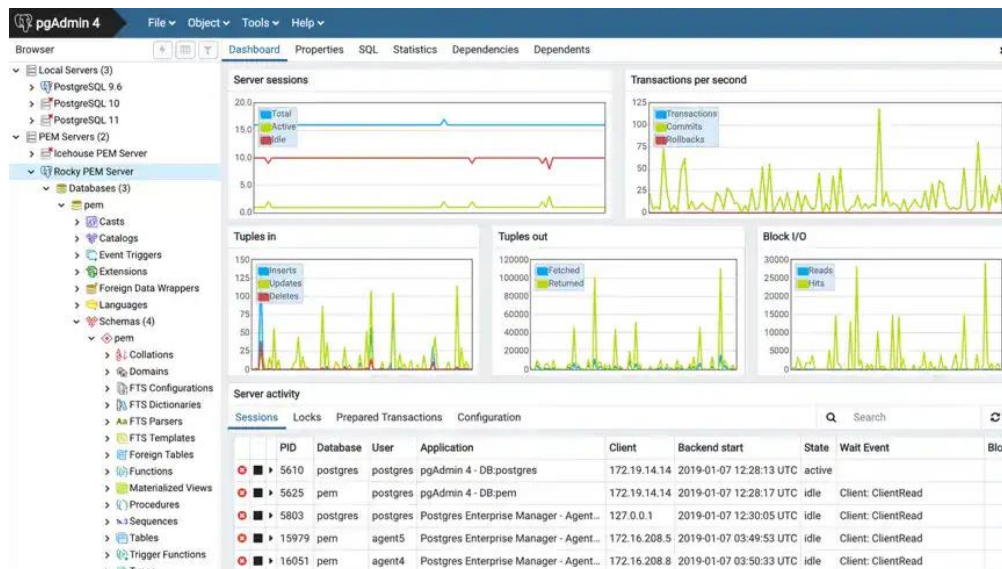 pgAdmin 4 File Object Tools Help
Browser
Dashboard Properties SQL Statistics Dependencies Dependents
Local Servers (3)
PostgreSQL 9.6
PostgreSQL 10
PostgreSQL 11
PEM Servers (2)
Icehouse PEM Server
Rocky PEM Server
Databases (3)
pem
Casts
Catalogs
Event Triggers
Extensions
Foreign Data Wrappers
Languages
Schemas (4)
pem
Collations
Domains
FTS Configurations
FTS Dictionaries
Aa FTS Parsers
FTS Templates
Foreign Tables
Functions
Materialized Views
Procedures
1..3 Sequences
Tables
Trigger Functions
Server sessions
20.0
15.0
10.0
5.0
0.0
Total
Active
Idle
Transactions per second
125
100
75
50
25
0
Transactions
Commits
Rollbacks
Tuples in
150
125
100
75
50
25
0
Inserts
Updates
Deletes
Tuples out
120000
100000
80000
60000
40000
20000
0
Fetched
Returned
Block I/O
30000
25000
20000
15000
10000
5000
0
Reads
Hits
Server activity
Sessions Locks Prepared Transactions Configuration Search
PID Database User Application Client Backend start State Wait Event Blo
5610 postgres postgres pgAdmin 4 - DB:postgres 172.19.14.14 2019-01-07 12:28:13 UTC active
5625 pem postgres pgAdmin 4 - DB:pem 172.19.14.14 2019-01-07 12:28:17 UTC idle Client: ClientRead
5803 postgres postgres Postgres Enterprise Manager - Agent... 127.0.0.1 2019-01-07 12:30:05 UTC idle Client: ClientRead
15979 pem agent5 Postgres Enterprise Manager - Agent... 172.16.208.5 2019-01-07 03:49:53 UTC idle Client: ClientRead
16051 pem agent4 Postgres Enterprise Manager - Agent... 172.16.208.8 2019-01-07 03:50:33 UTC idle Client: ClientRead